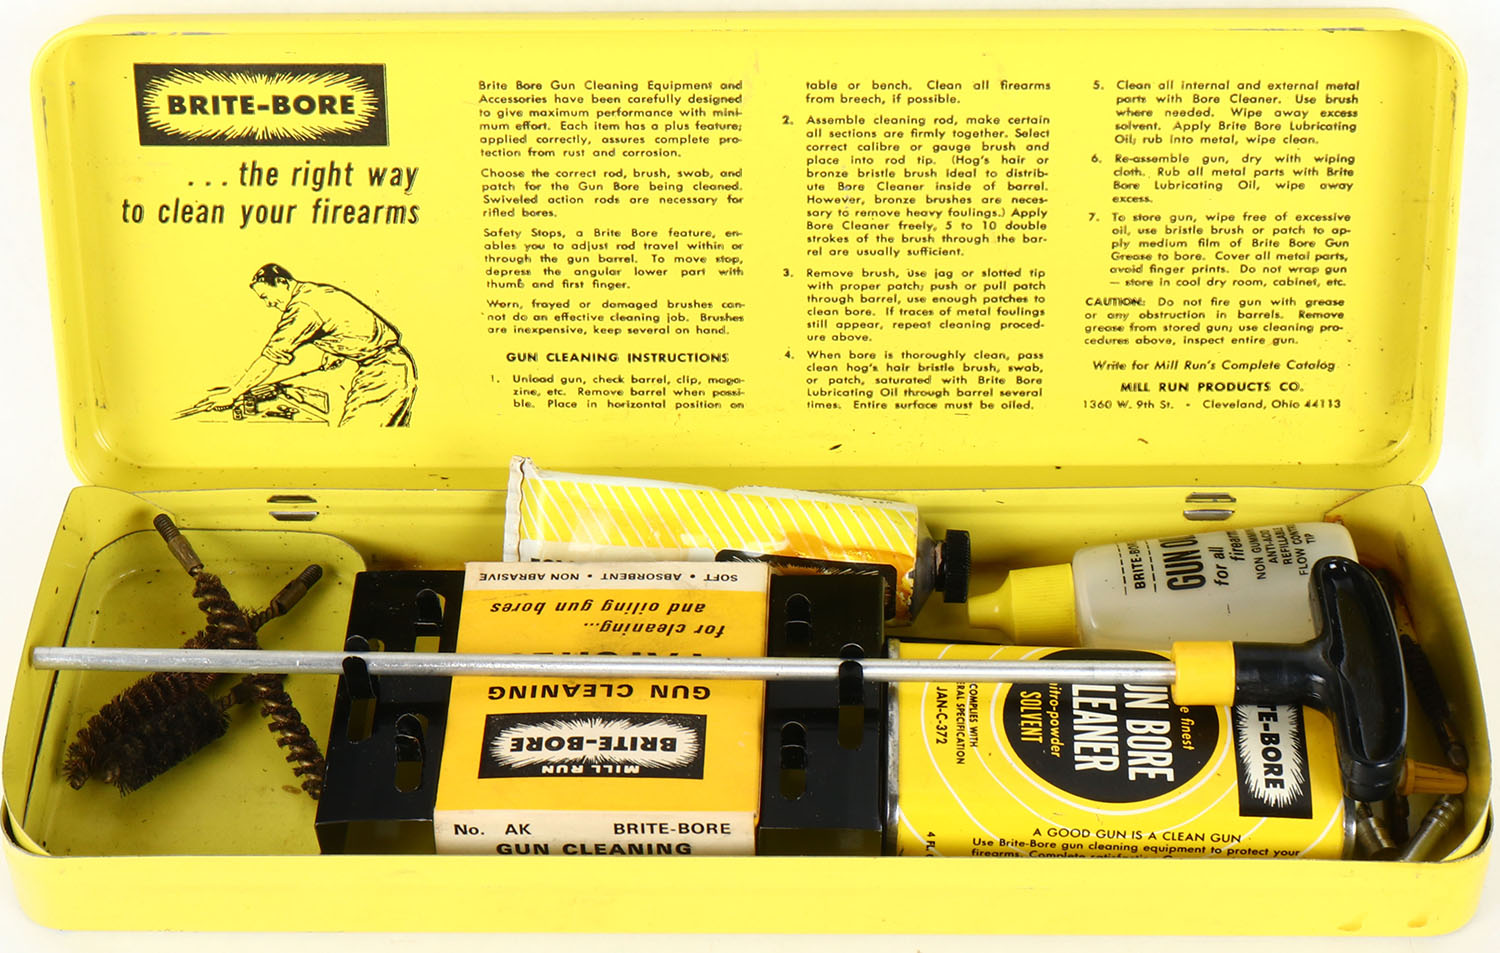 BRITE-BORE
...the right way
to clean your firearms
Brite Bore Gun Cleaning Equipment and
Accessories have been carefully designed
to give maximum performance with mini-
mum effort. Each item has a plus feature;
applied correctly, assures complete pro-
tection from rust and corrosion.
Choose the correct rod, brush, swab, and
patch for the Gun Bore being cleaned.
Swiveled action rods are necessary for
rifled bores.
Safety Stops, a Brite Bore feature, en-
ables you to adjust rod travel within or
through the gun barrel. To move stop,
depress the angular lower part with
thumb and first finger.
Worn, frayed or damaged brushes can-
not do an effective cleaning job. Brushes
are inexpensive, keep several on hand.
GUN CLEANING INSTRUCTIONS
1. Unload gun, check barrel, clip, maga-
zine, etc. Remove barrel when possi-
ble. Place in horizontal position on
table or bench. Clean all firearms
from breech, if possible.
2. Assemble cleaning rod, make certain
all sections are firmly together. Select
correct calibre or gauge brush and
place into rod tip. (Hog's hair or
bronze bristle brush ideal to distrib-
ute Bore Cleaner inside of barrel.
However, bronze brushes are neces-
sary to remove heavy foulings.) Apply
Bore Cleaner freely, 5 to 10 double
strokes of the brush through the bar-
rel are usually sufficient.
3. Remove brush, use jag or slotted tip
with proper patch; push or pull patch
through barrel, use enough patches to
clean bore. If traces of metal foulings
still appear, repeat cleaning proced-
ure above.
4. When bore is thoroughly clean, pass
clean hog's hair bristle brush, swab,
or patch, saturated with Brite Bore
Lubricating Oil through barrel several
times. Entire surface must be oiled.
5. Clean all internal and external metal
parts with Bore Cleaner. Use brush
where needed. Wipe away excess
solvent. Apply Brite Bore Lubricating
Oil; rub into metal, wipe clean.
6. Re-assemble gun, dry with wiping
cloth. Rub all metal parts with Brite
Bore Lubricating Oil, wipe away
excess.
7. To store gun, wipe free of excessive
oil, use bristle brush or patch to ap-
ply medium film of Brite Bore Gun
Grease to bore. Cover all metal parts,
avoid finger prints. Do not wrap gun
— store in cool dry room, cabinet, etc.
CAUTION: Do not fire gun with grease
or any obstruction in barrels. Remove
grease from stored gun; use cleaning pro-
cedures above, inspect entire gun.
Write for Mill Run's Complete Catalog
MILL RUN PRODUCTS CO.
1360 W. 9th St. - Cleveland, Ohio 44113
SOFT • ABSORBENT • NON ABRASIVE
for cleaning...
and oiling gun bores
GUN CLEANING
MILL RUN
BRITE-BORE
No. AK BRITE-BORE
GUN CLEANING
GUN OIL
for all
NON GUMMING
ANTI-ACID
REFILLABLE
FLOW CONTROL
TIP
COMPLIES WITH
SPECIFICATION
JAN-C-372
nitro-powder
SOLVENT
BORE
finest
A GOOD GUN IS A CLEAN GUN
Use Brite-Bore gun cleaning equipment to protect your
firearms.